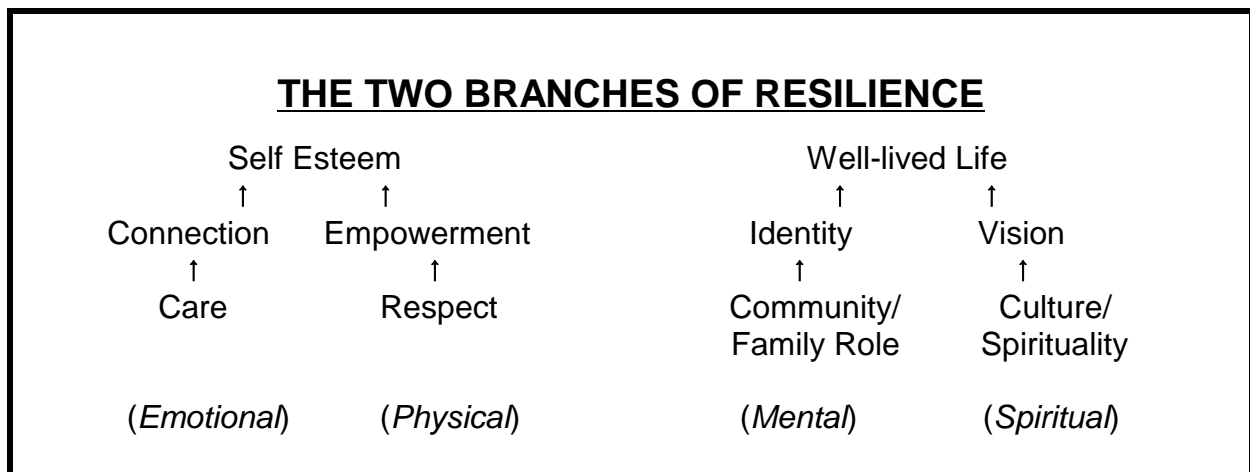 THE TWO BRANCHES OF RESILIENCE
Self Esteem Well-lived Life
↑ ↑ ↑ ↑
Connection Empowerment Identity Vision
↑ ↑ ↑ ↑
Care Respect Community/ Culture/
Family Role Spirituality
(Emotional) (Physical) (Mental) (Spiritual)